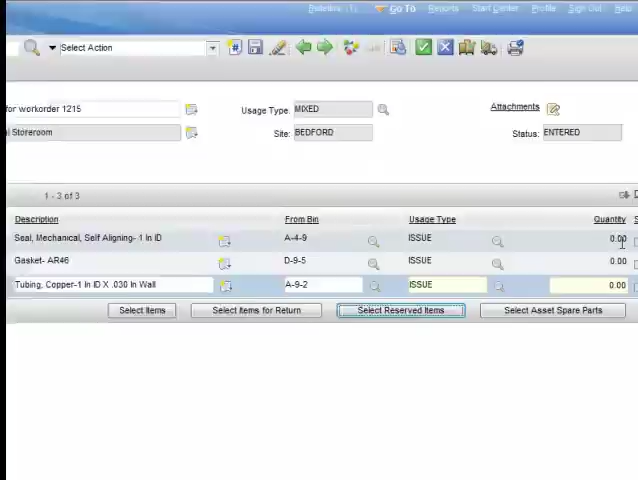 Bulletins: (1) Go To Reports Start Center Profile Sign Out Help
Select Action
for workorder 1215
Usage Type: MIXED
Attachments
l Storeroom
Site: BEDFORD
Status: ENTERED
1 - 3 of 3
Description From Bin Usage Type Quantity
Seal, Mechanical, Self Aligning- 1 In ID A-4-9 ISSUE 0.00
Gasket- AR46 D-9-5 ISSUE 0.00
Tubing, Copper-1 In ID X .030 In Wall A-9-2 ISSUE 0.00
Select Items Select Items for Return Select Reserved Items Select Asset Spare Parts